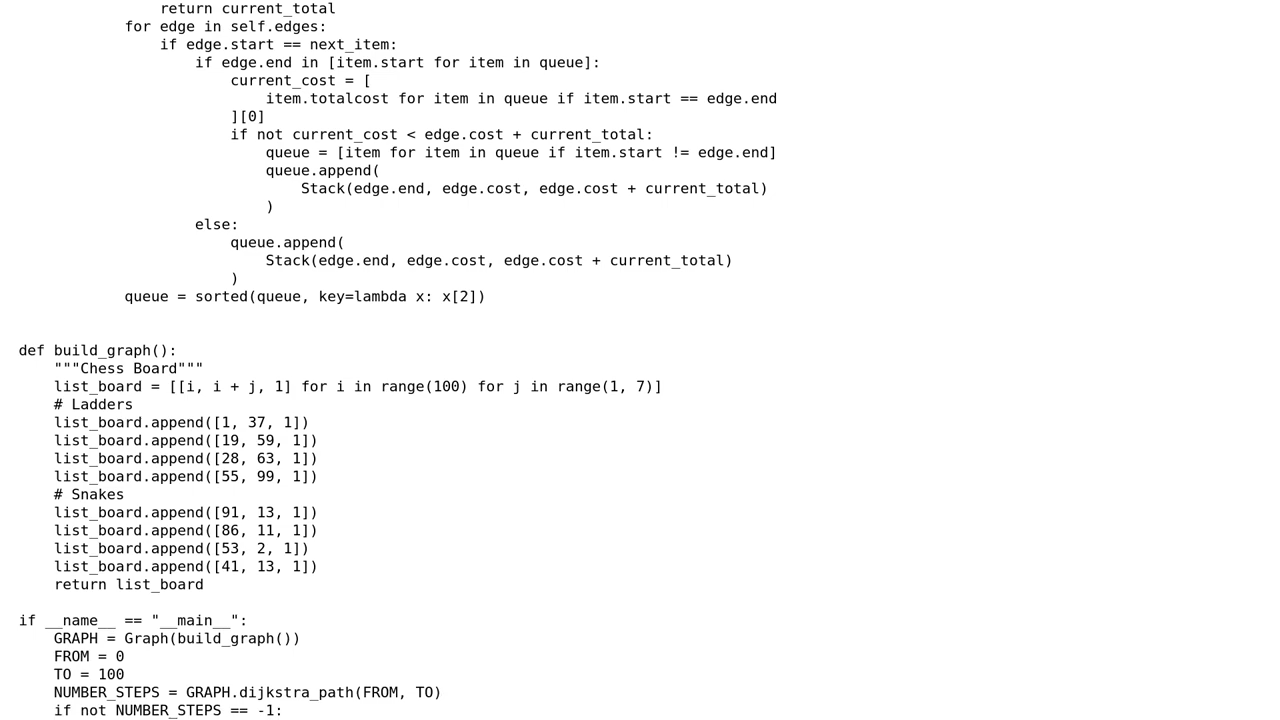 return current_total
            for edge in self.edges:
                if edge.start == next_item:
                    if edge.end in [item.start for item in queue]:
                        current_cost = [
                            item.totalcost for item in queue if item.start == edge.end
                        ][0]
                        if not current_cost < edge.cost + current_total:
                            queue = [item for item in queue if item.start != edge.end]
                            queue.append(
                                Stack(edge.end, edge.cost, edge.cost + current_total)
                            )
                    else:
                        queue.append(
                            Stack(edge.end, edge.cost, edge.cost + current_total)
                        )
            queue = sorted(queue, key=lambda x: x[2])


def build_graph():
    """Chess Board"""
    list_board = [[i, i + j, 1] for i in range(100) for j in range(1, 7)]
    # Ladders
    list_board.append([1, 37, 1])
    list_board.append([19, 59, 1])
    list_board.append([28, 63, 1])
    list_board.append([55, 99, 1])
    # Snakes
    list_board.append([91, 13, 1])
    list_board.append([86, 11, 1])
    list_board.append([53, 2, 1])
    list_board.append([41, 13, 1])
    return list_board

if __name__ == "__main__":
    GRAPH = Graph(build_graph())
    FROM = 0
    TO = 100
    NUMBER_STEPS = GRAPH.dijkstra_path(FROM, TO)
    if not NUMBER_STEPS == -1: